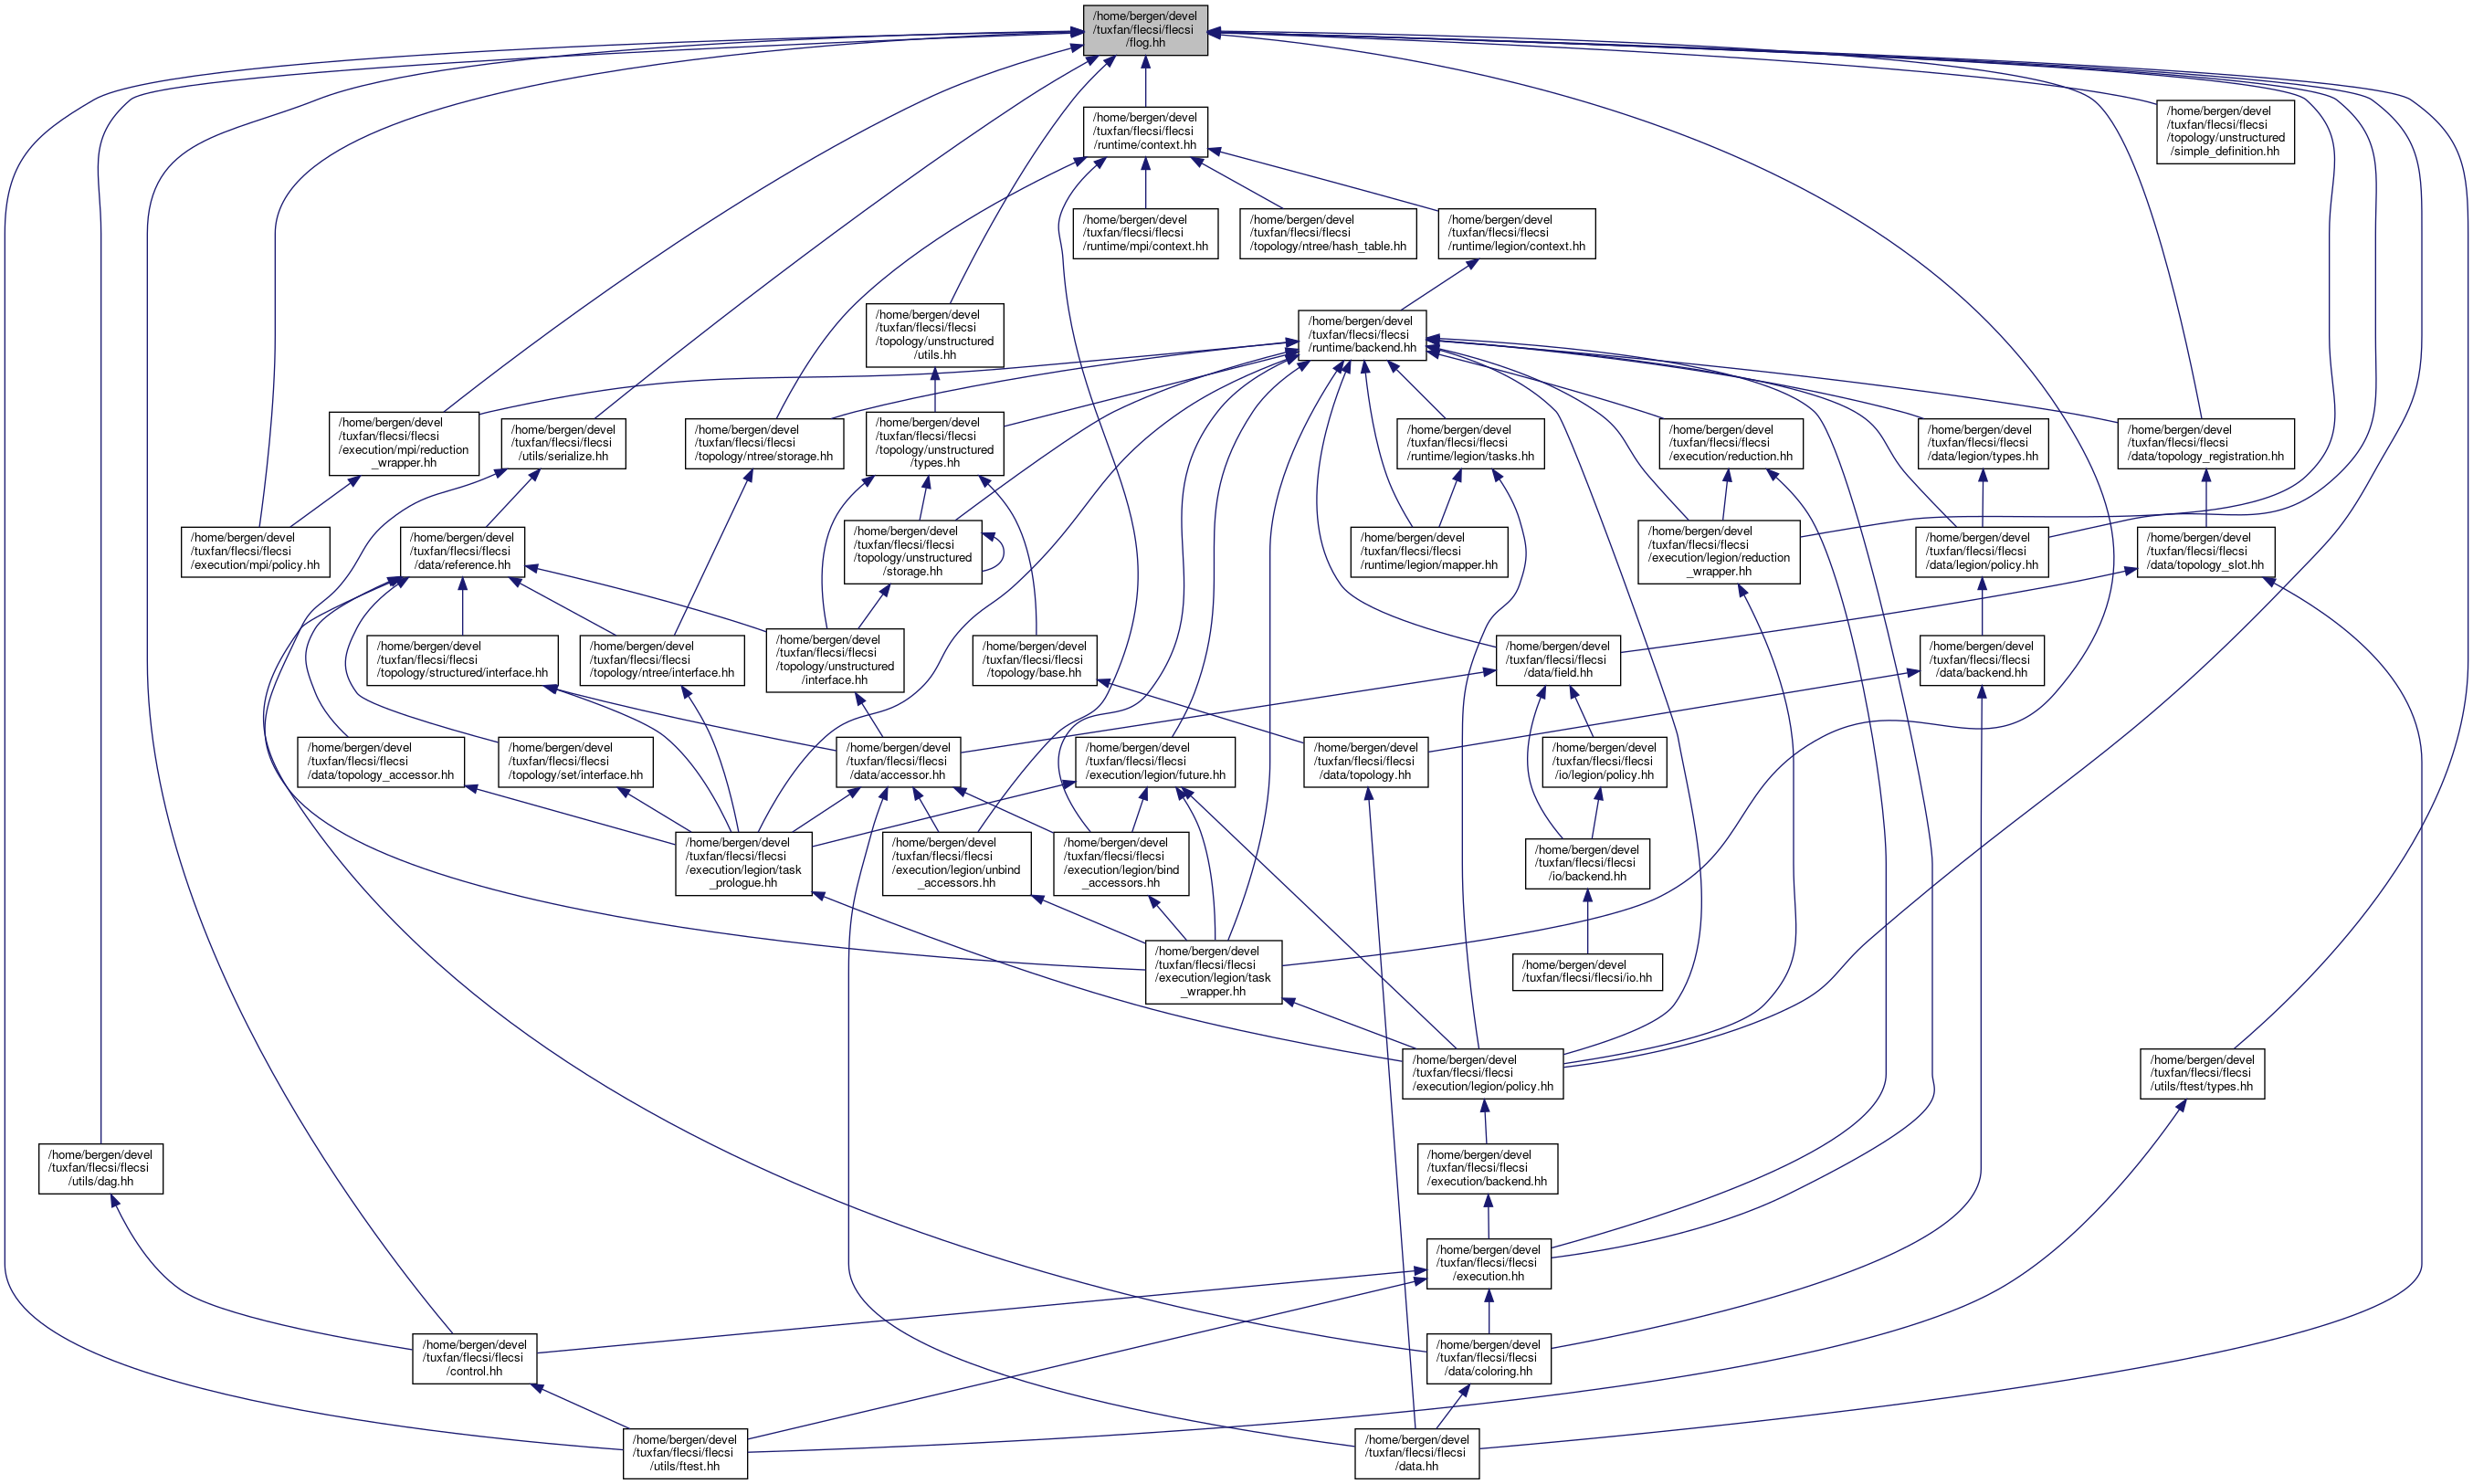 /home/bergen/devel
/tuxfan/flecsi/flecsi
/flog.hh
/home/bergen/devel
/tuxfan/flecsi/flecsi
/runtime/context.hh
/home/bergen/devel
/tuxfan/flecsi/flecsi
/topology/unstructured
/simple_definition.hh
/home/bergen/devel
/tuxfan/flecsi/flecsi
/runtime/mpi/context.hh
/home/bergen/devel
/tuxfan/flecsi/flecsi
/topology/ntree/hash_table.hh
/home/bergen/devel
/tuxfan/flecsi/flecsi
/runtime/legion/context.hh
/home/bergen/devel
/tuxfan/flecsi/flecsi
/topology/unstructured
/utils.hh
/home/bergen/devel
/tuxfan/flecsi/flecsi
/runtime/backend.hh
/home/bergen/devel
/tuxfan/flecsi/flecsi
/execution/mpi/reduction
_wrapper.hh
/home/bergen/devel
/tuxfan/flecsi/flecsi
/utils/serialize.hh
/home/bergen/devel
/tuxfan/flecsi/flecsi
/topology/ntree/storage.hh
/home/bergen/devel
/tuxfan/flecsi/flecsi
/topology/unstructured
/types.hh
/home/bergen/devel
/tuxfan/flecsi/flecsi
/runtime/legion/tasks.hh
/home/bergen/devel
/tuxfan/flecsi/flecsi
/execution/reduction.hh
/home/bergen/devel
/tuxfan/flecsi/flecsi
/data/legion/types.hh
/home/bergen/devel
/tuxfan/flecsi/flecsi
/data/topology_registration.hh
/home/bergen/devel
/tuxfan/flecsi/flecsi
/execution/mpi/policy.hh
/home/bergen/devel
/tuxfan/flecsi/flecsi
/data/reference.hh
/home/bergen/devel
/tuxfan/flecsi/flecsi
/topology/unstructured
/storage.hh
/home/bergen/devel
/tuxfan/flecsi/flecsi
/runtime/legion/mapper.hh
/home/bergen/devel
/tuxfan/flecsi/flecsi
/execution/legion/reduction
_wrapper.hh
/home/bergen/devel
/tuxfan/flecsi/flecsi
/data/legion/policy.hh
/home/bergen/devel
/tuxfan/flecsi/flecsi
/data/topology_slot.hh
/home/bergen/devel
/tuxfan/flecsi/flecsi
/topology/structured/interface.hh
/home/bergen/devel
/tuxfan/flecsi/flecsi
/topology/ntree/interface.hh
/home/bergen/devel
/tuxfan/flecsi/flecsi
/topology/unstructured
/interface.hh
/home/bergen/devel
/tuxfan/flecsi/flecsi
/topology/base.hh
/home/bergen/devel
/tuxfan/flecsi/flecsi
/data/field.hh
/home/bergen/devel
/tuxfan/flecsi/flecsi
/data/backend.hh
/home/bergen/devel
/tuxfan/flecsi/flecsi
/data/topology_accessor.hh
/home/bergen/devel
/tuxfan/flecsi/flecsi
/topology/set/interface.hh
/home/bergen/devel
/tuxfan/flecsi/flecsi
/data/accessor.hh
/home/bergen/devel
/tuxfan/flecsi/flecsi
/execution/legion/future.hh
/home/bergen/devel
/tuxfan/flecsi/flecsi
/data/topology.hh
/home/bergen/devel
/tuxfan/flecsi/flecsi
/io/legion/policy.hh
/home/bergen/devel
/tuxfan/flecsi/flecsi
/execution/legion/task
_prologue.hh
/home/bergen/devel
/tuxfan/flecsi/flecsi
/execution/legion/unbind
_accessors.hh
/home/bergen/devel
/tuxfan/flecsi/flecsi
/execution/legion/bind
_accessors.hh
/home/bergen/devel
/tuxfan/flecsi/flecsi
/io/backend.hh
/home/bergen/devel
/tuxfan/flecsi/flecsi
/execution/legion/task
_wrapper.hh
/home/bergen/devel
/tuxfan/flecsi/flecsi/io.hh
/home/bergen/devel
/tuxfan/flecsi/flecsi
/execution/legion/policy.hh
/home/bergen/devel
/tuxfan/flecsi/flecsi
/utils/ftest/types.hh
/home/bergen/devel
/tuxfan/flecsi/flecsi
/utils/dag.hh
/home/bergen/devel
/tuxfan/flecsi/flecsi
/execution/backend.hh
/home/bergen/devel
/tuxfan/flecsi/flecsi
/execution.hh
/home/bergen/devel
/tuxfan/flecsi/flecsi
/control.hh
/home/bergen/devel
/tuxfan/flecsi/flecsi
/data/coloring.hh
/home/bergen/devel
/tuxfan/flecsi/flecsi
/utils/ftest.hh
/home/bergen/devel
/tuxfan/flecsi/flecsi
/data.hh